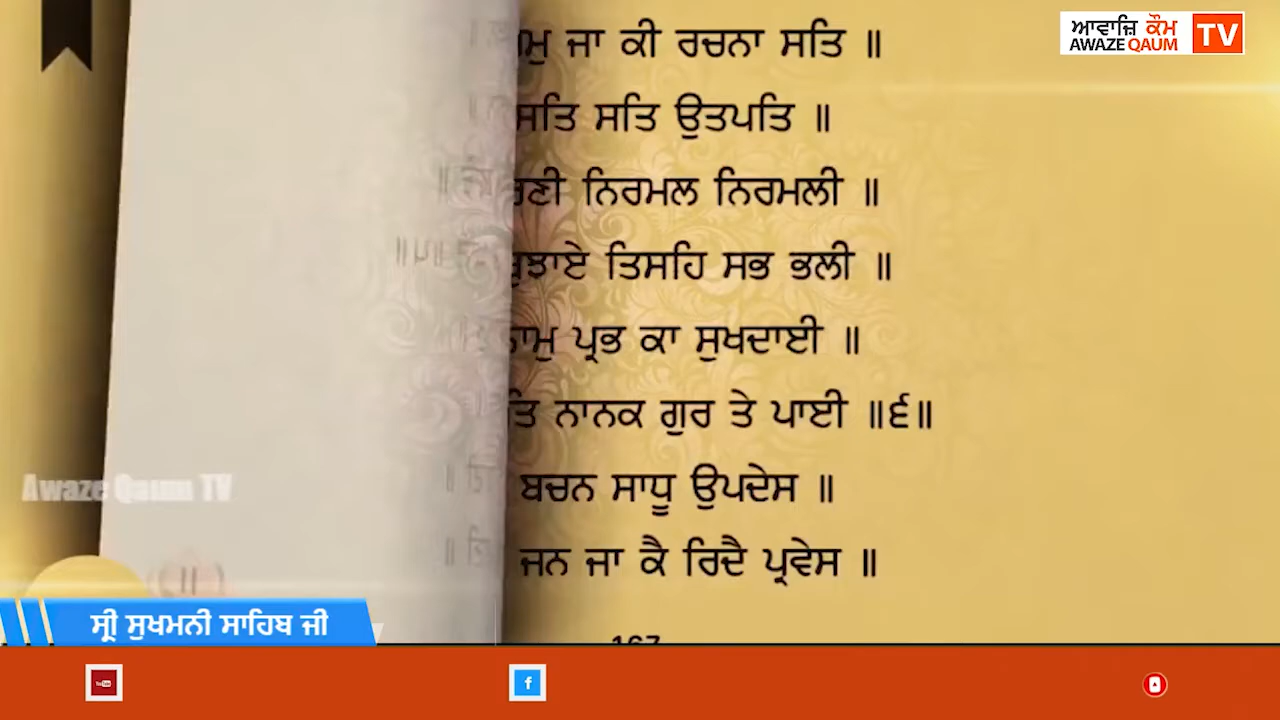 ਆਵਾਜ਼ਿ ਕੌਮ
AWAZE QAUM TV
ਜਾ ਕੀ ਰਚਨਾ ਸਤਿ ॥
ਸਤਿ ਸਤਿ ਉਤਪਤਿ ॥
ਨਿਰਮਲ ਨਿਰਮਲੀ ॥
ਤਿਸਹਿ ਸਭ ਭਲੀ ॥
ਪ੍ਰਭ ਕਾ ਸੁਖਦਾਈ ॥
ਨਾਨਕ ਗੁਰ ਤੇ ਪਾਈ ॥੬॥
ਬਚਨ ਸਾਧੂ ਉਪਦੇਸ ॥
ਜਨ ਜਾ ਕੈ ਰਿਦੈ ਪ੍ਰਵੇਸ ॥
Awaze Qaum TV
ਸ੍ਰੀ ਸੁਖਮਨੀ ਸਾਹਿਬ ਜੀ